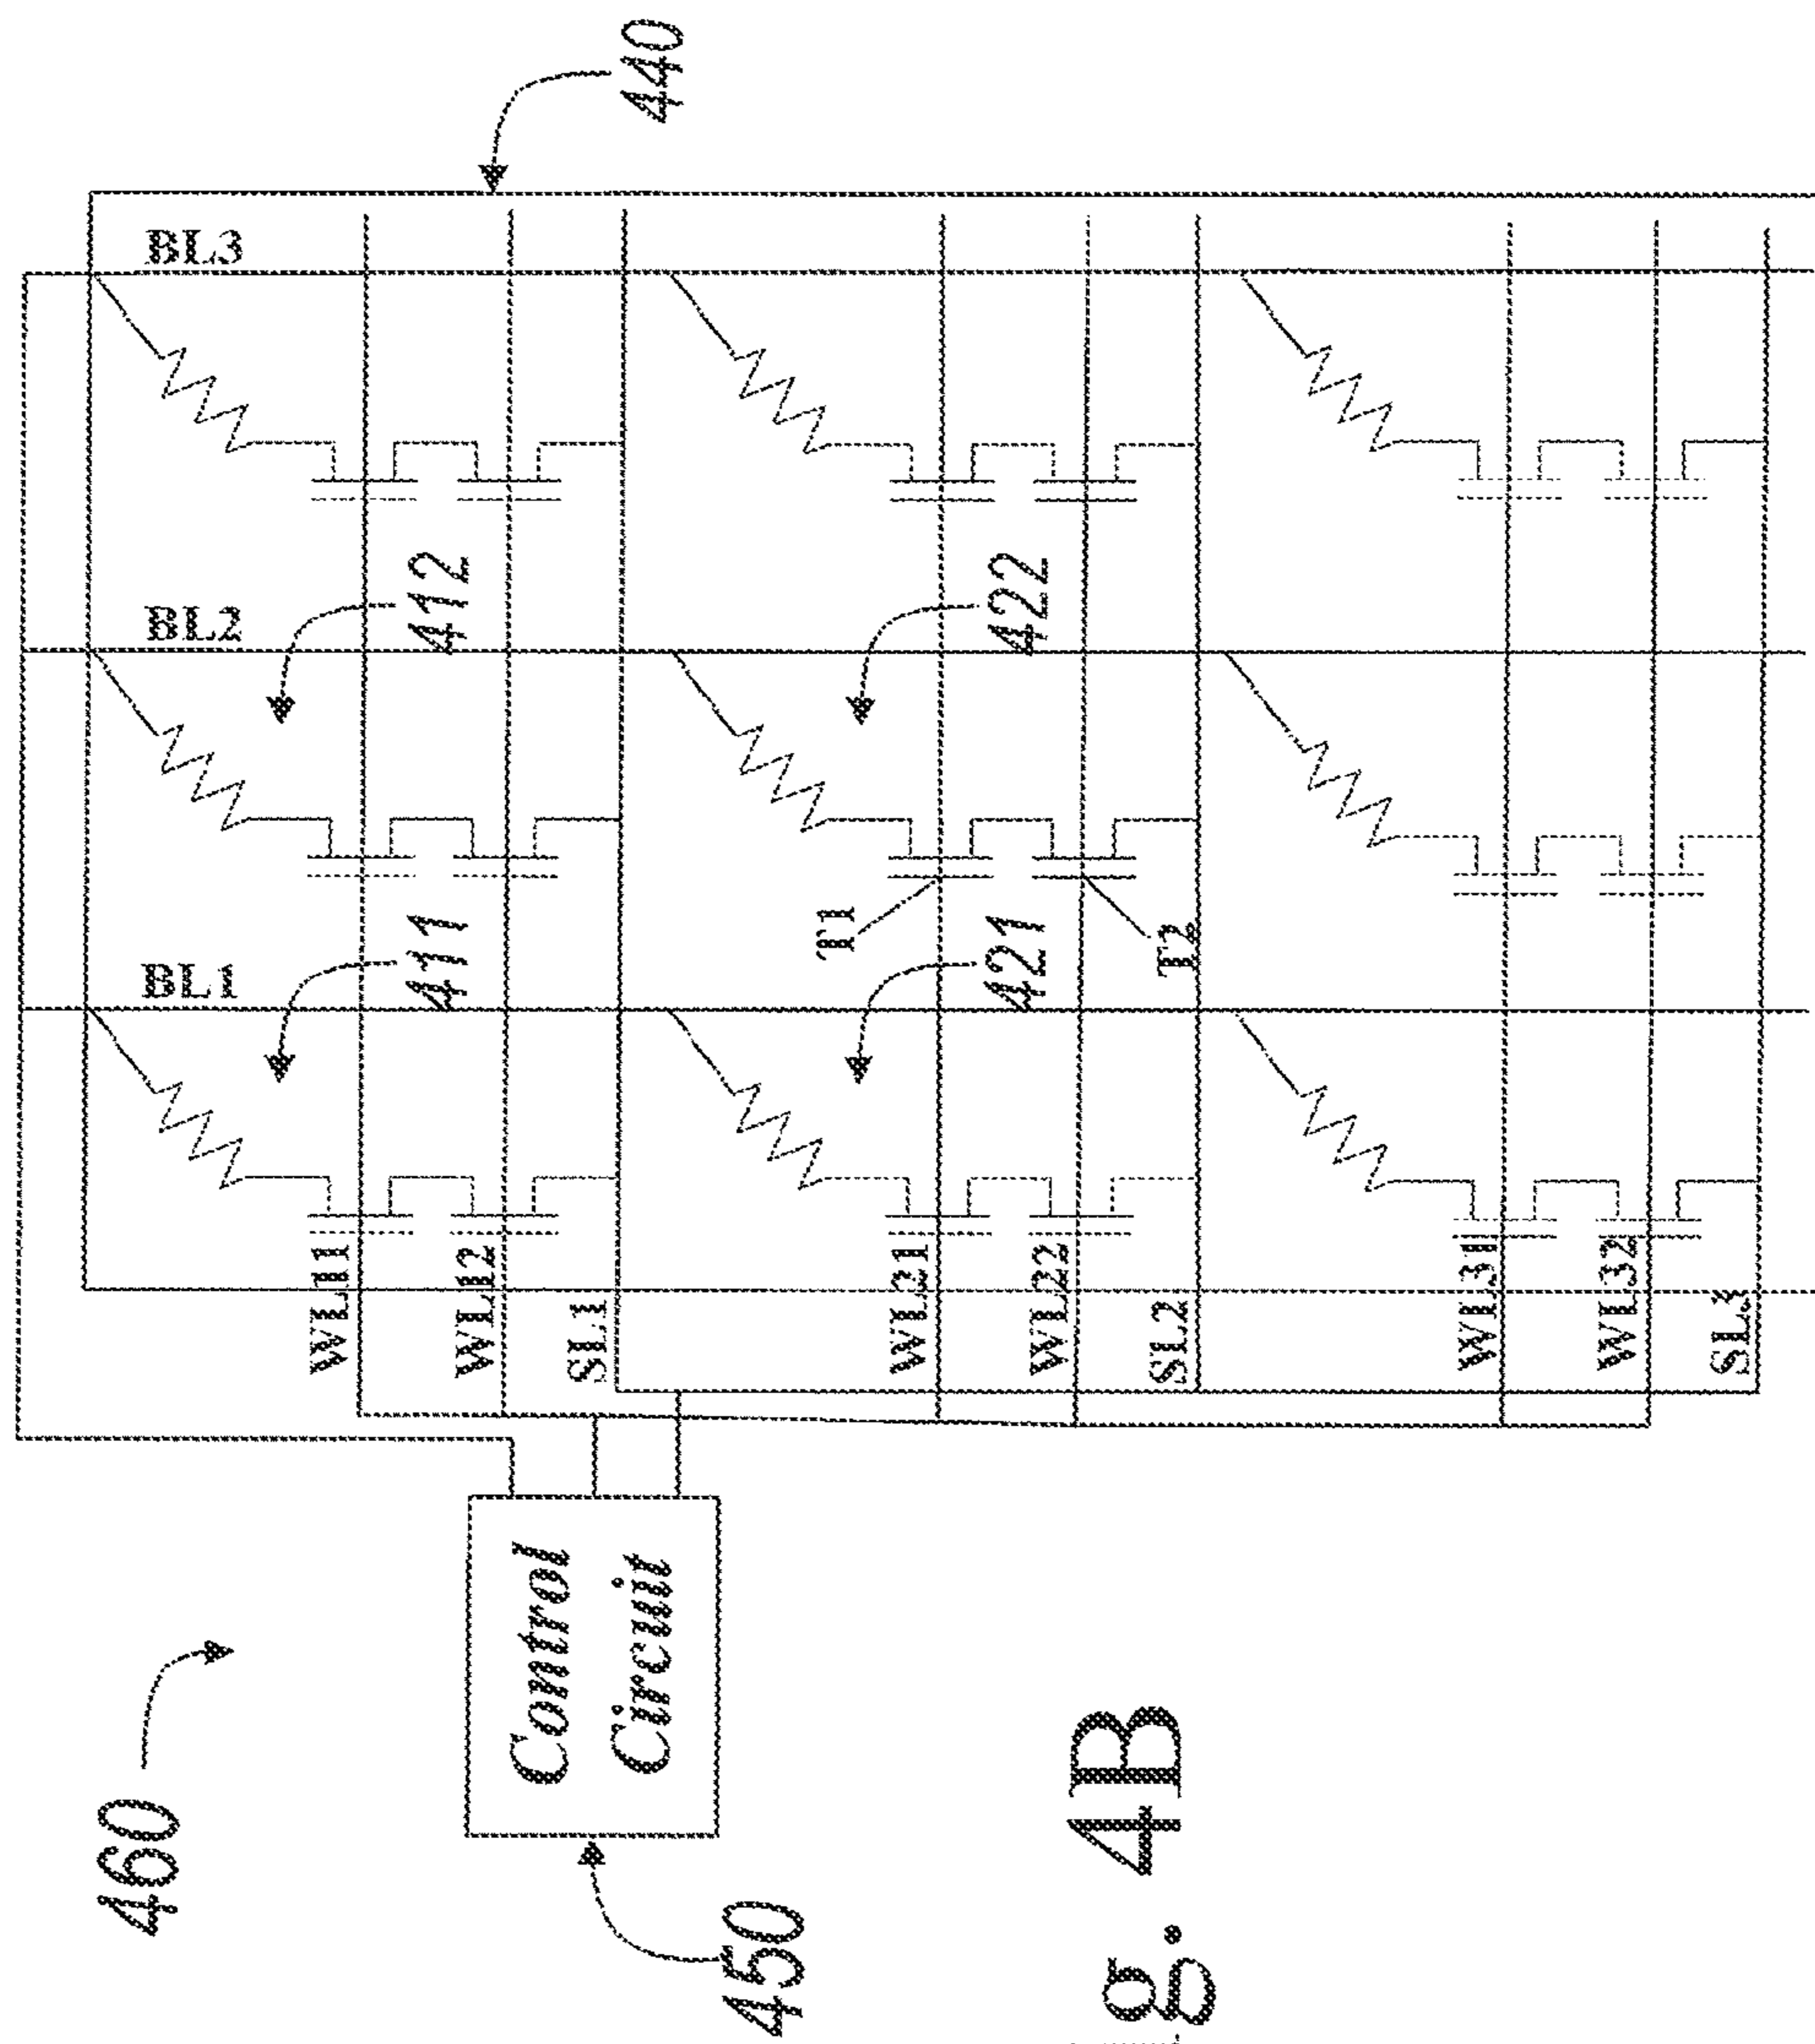 440
BL3
BL2
BL1
412
422
411
421
T1
T2
WL11
WL12
SL1
WL21
WL22
SL2
WL31
WL32
SL3
Control
Circuit
460
450
g. 4B